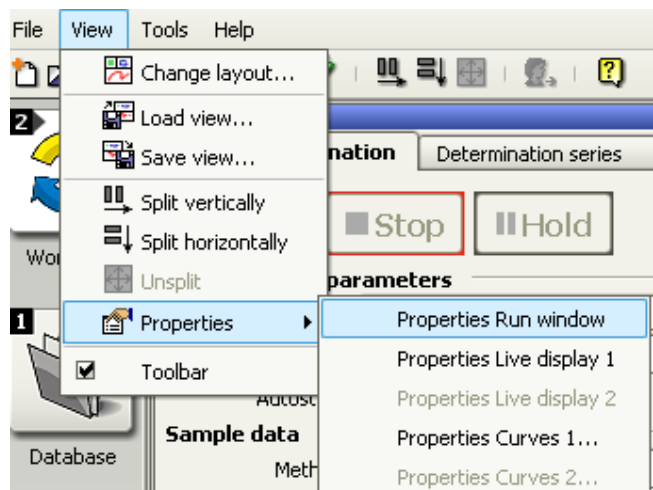 File View Tools Help
Change layout...
2
Load view...
Save view...
nation Determination series
Split vertically
Stop Hold
Split horizontally
Unsplit
parameters
1
Properties
Properties Run window
Properties Live display 1
Toolbar
Properties Live display 2
Sample data
Properties Curves 1...
Database
Meth
Properties Curves 2...